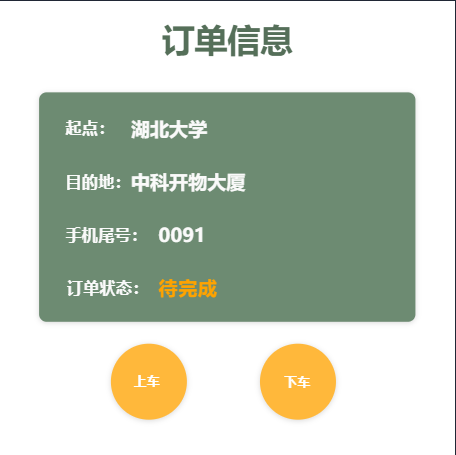 订单信息
起点： 湖北大学
目的地：中科开物大厦
手机尾号： 0091
订单状态： 待完成
上车 下车